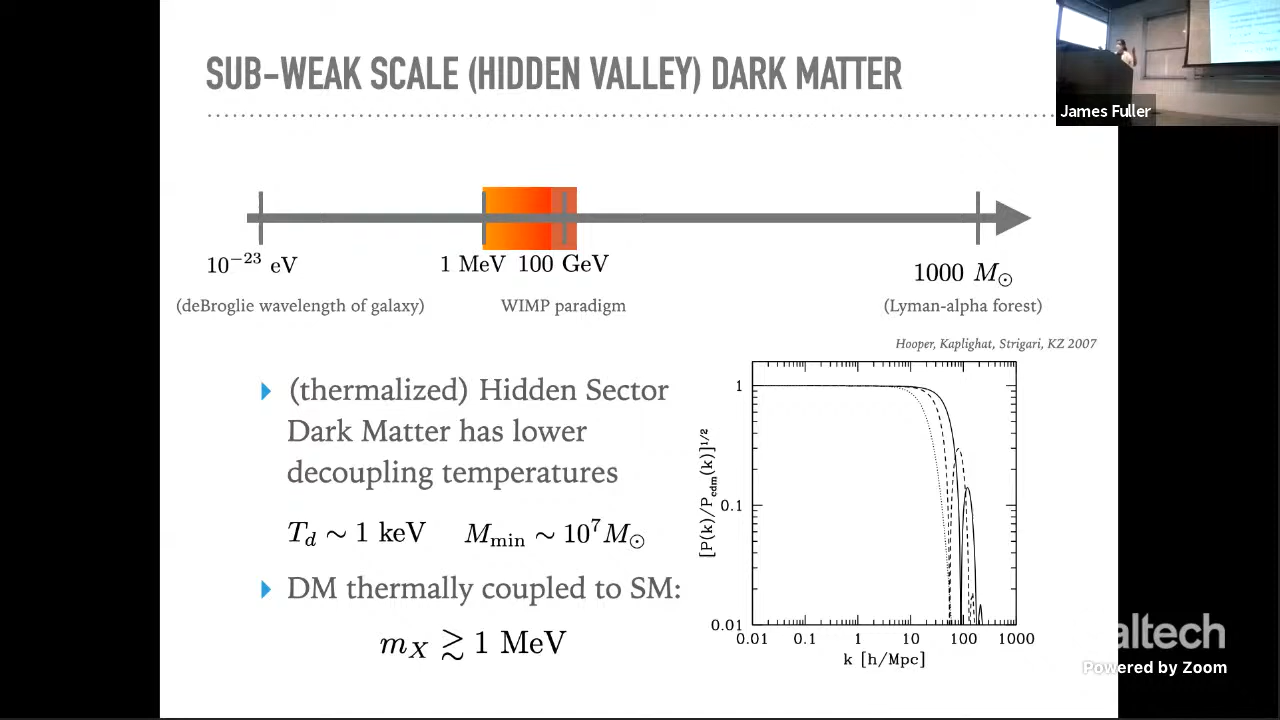 SUB-WEAK SCALE (HIDDEN VALLEY) DARK MATTER
James Fuller
10⁻²³ eV
1 MeV
100 GeV
1000 M☉
(deBroglie wavelength of galaxy)
WIMP paradigm
(Lyman-alpha forest)
Hooper, Kaplighat, Strigari, KZ 2007
(thermalized) Hidden Sector
Dark Matter has lower
decoupling temperatures
T_d ∼ 1 keV
M_min ∼ 10⁷ M☉
DM thermally coupled to SM:
m_X ≳ 1 MeV
[P(k)/P_cdm(k)]^1/2
1
0.1
0.01
0.01 0.1 1 10 100 1000
k [h/Mpc]
altech
Powered by Zoom